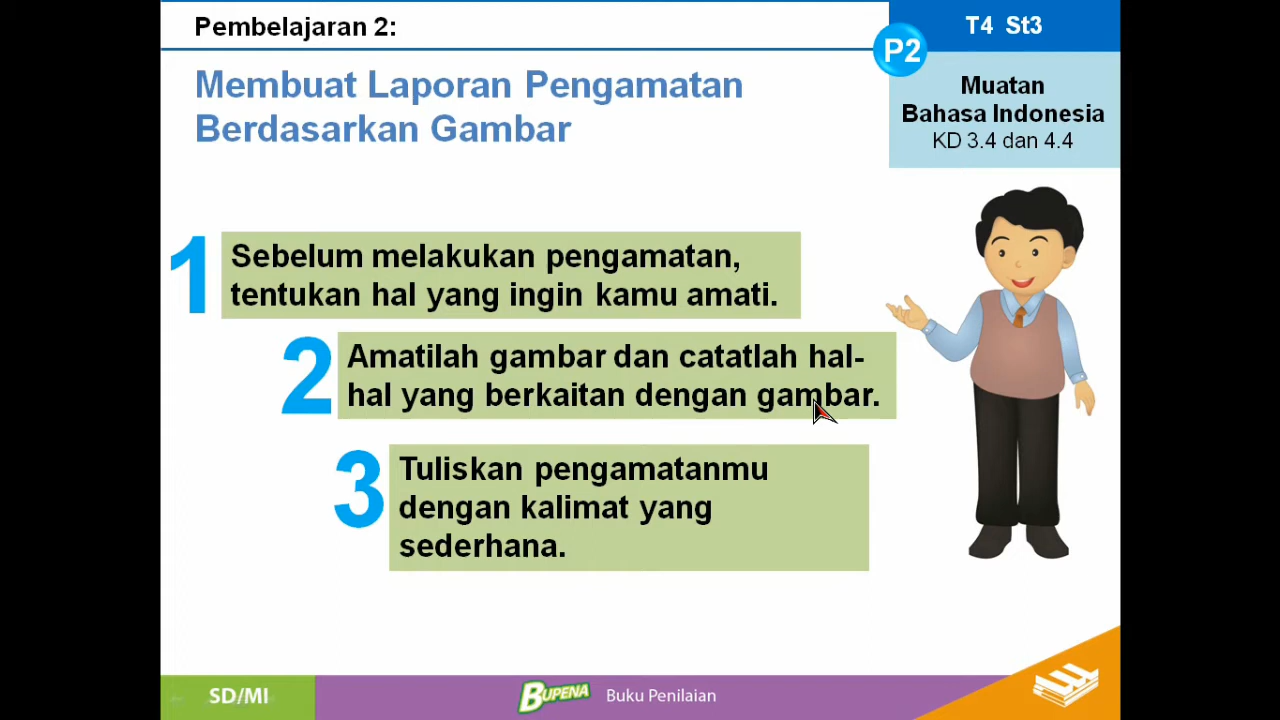 Pembelajaran 2:
T4 St3
P2
Membuat Laporan Pengamatan
Berdasarkan Gambar
Muatan
Bahasa Indonesia
KD 3.4 dan 4.4
1
Sebelum melakukan pengamatan,
tentukan hal yang ingin kamu amati.
2
Amatilah gambar dan catatlah hal-
hal yang berkaitan dengan gambar.
3
Tuliskan pengamatanmu
dengan kalimat yang
sederhana.
SD/MI
BUPENA
Buku Penilaian